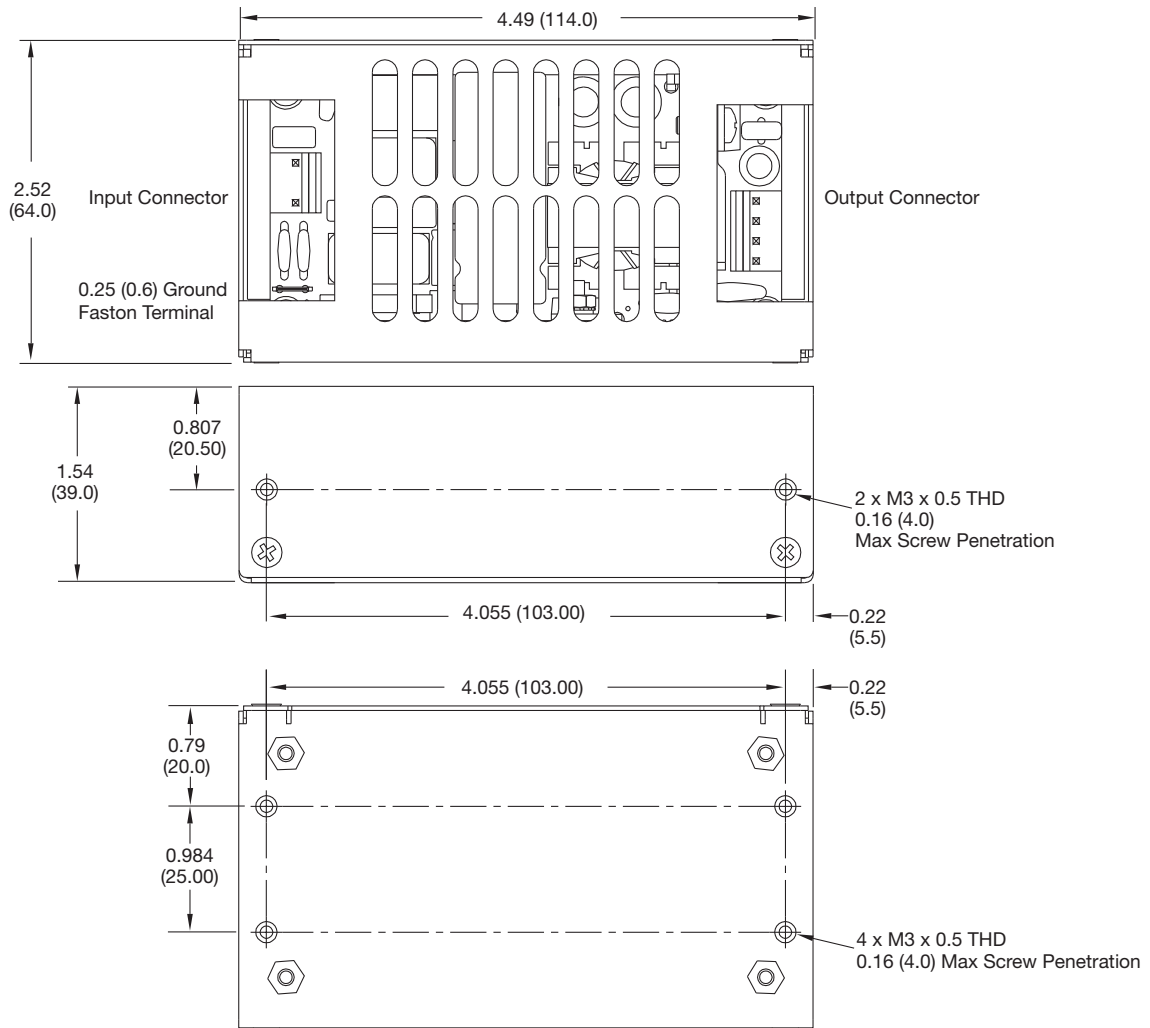 4.49 (114.0)
2.52
(64.0)
Input Connector
Output Connector
0.25 (0.6) Ground
Faston Terminal
0.807
(20.50)
1.54
(39.0)
2 x M3 x 0.5 THD
0.16 (4.0)
Max Screw Penetration
4.055 (103.00)
0.22
(5.5)
4.055 (103.00)
0.22
(5.5)
0.79
(20.0)
0.984
(25.00)
4 x M3 x 0.5 THD
0.16 (4.0) Max Screw Penetration